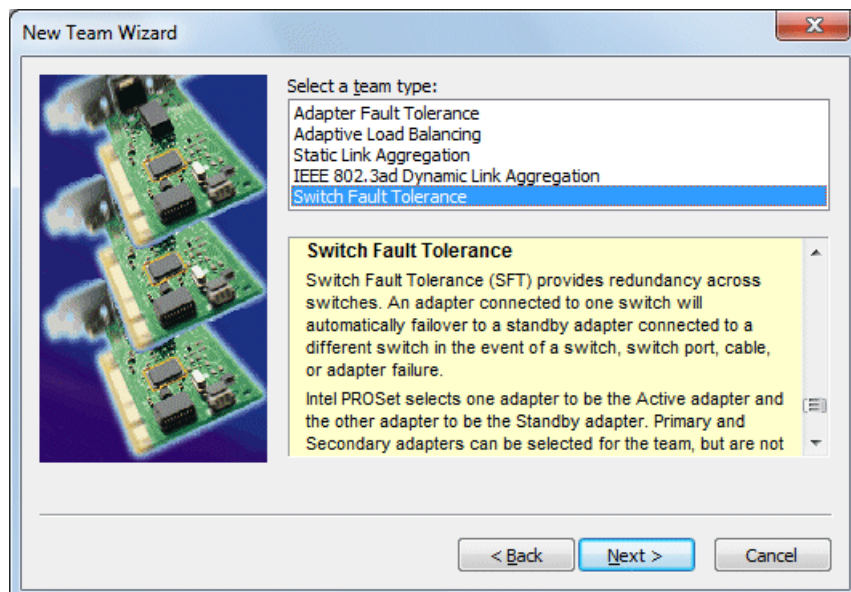 New Team Wizard
Select a team type:
Adapter Fault Tolerance
Adaptive Load Balancing
Static Link Aggregation
IEEE 802.3ad Dynamic Link Aggregation
Switch Fault Tolerance
Switch Fault Tolerance
Switch Fault Tolerance (SFT) provides redundancy across
switches. An adapter connected to one switch will
automatically failover to a standby adapter connected to a
different switch in the event of a switch, switch port, cable,
or adapter failure.
Intel PROSet selects one adapter to be the Active adapter and
the other adapter to be the Standby adapter. Primary and
Secondary adapters can be selected for the team, but are not
< Back
Next >
Cancel